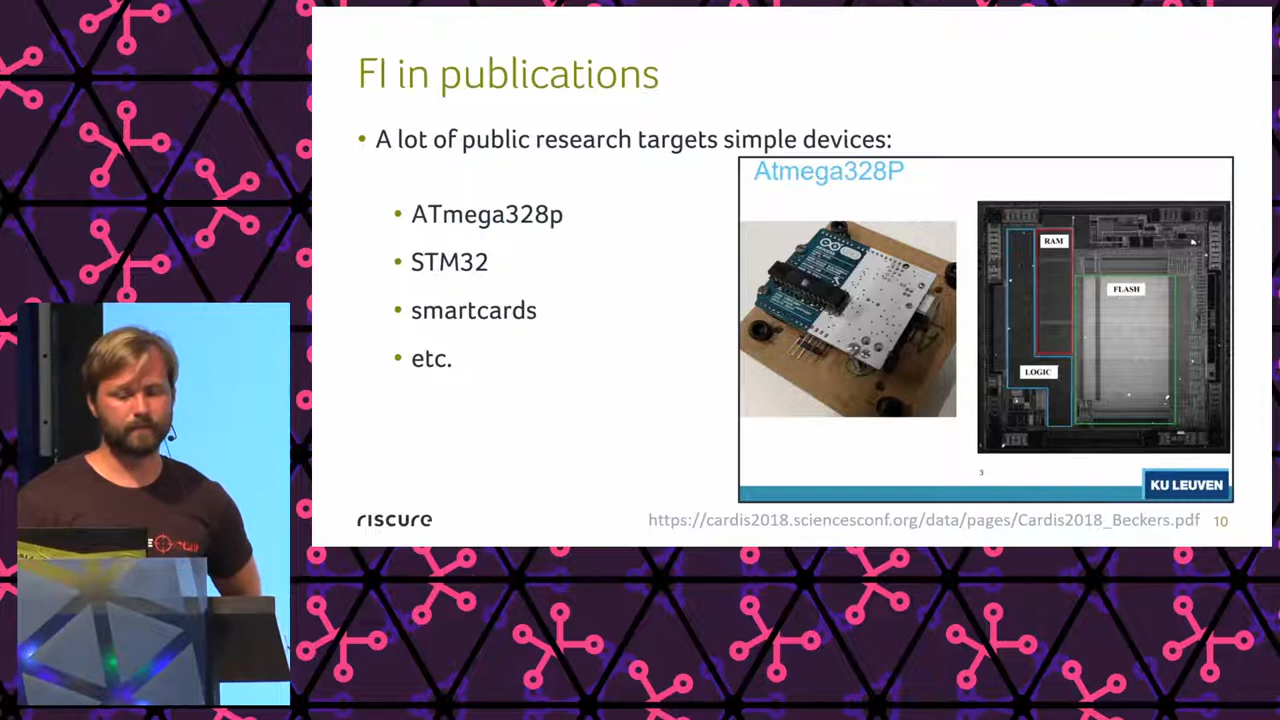 FI in publications
• A lot of public research targets simple devices:
• ATmega328p
• STM32
• smartcards
• etc.
Atmega328P
RAM
FLASH
LOGIC
3
KU LEUVEN
riscure
https://cardis2018.sciencesconf.org/data/pages/Cardis2018_Beckers.pdf 10